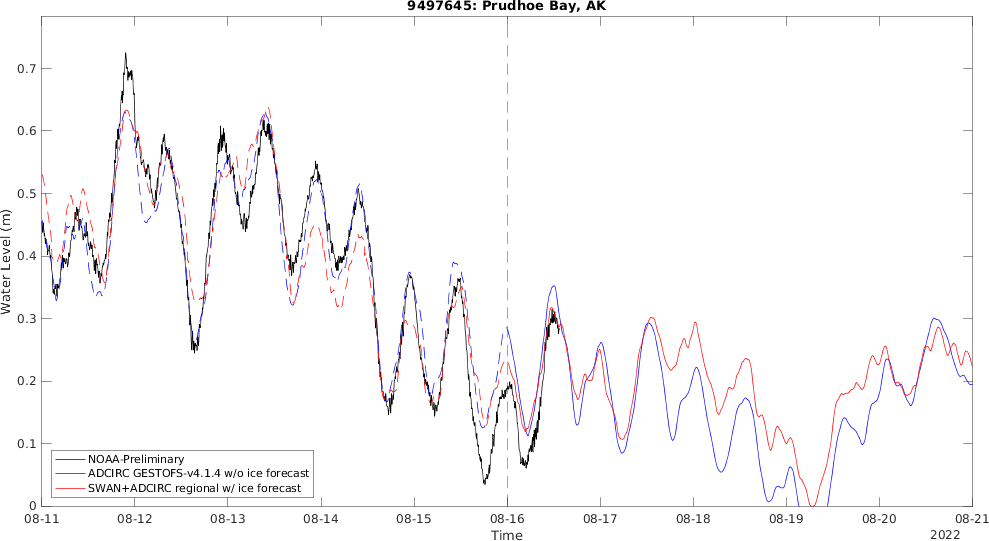 9497645: Prudhoe Bay, AK
Water Level (m)
0.7
0.6
0.5
0.4
0.3
0.2
0.1
0
NOAA-Preliminary
ADCIRC GESTOFS-v4.1.4 w/o ice forecast
SWAN+ADCIRC regional w/ ice forecast
08-11 08-12 08-13 08-14 08-15 08-16 08-17 08-18 08-19 08-20 08-21
Time
2022